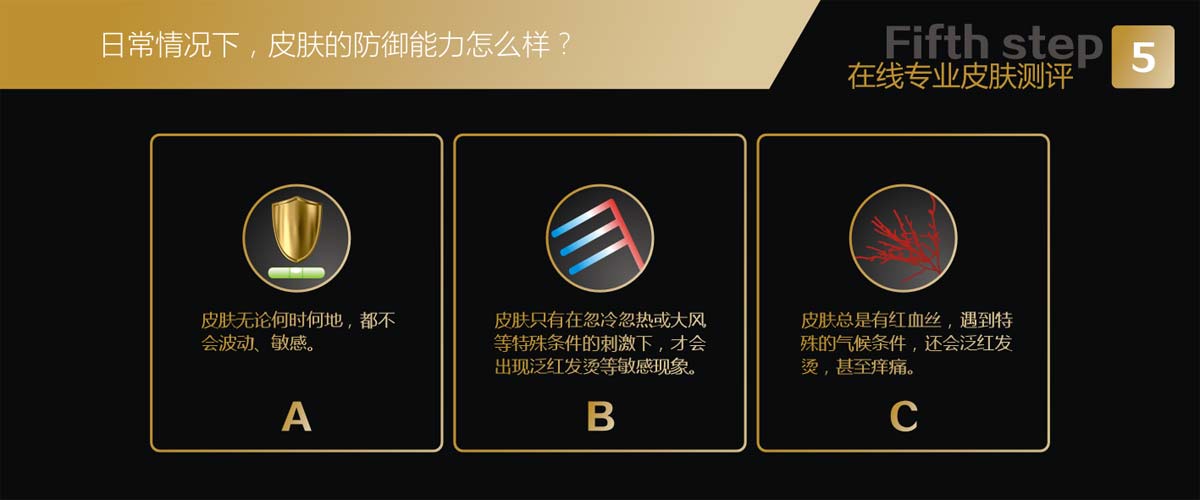 日常情况下，皮肤的防御能力怎么样？
Fifth step
5
在线专业皮肤测评
皮肤无论何时何地，都不
会波动、敏感。
A
皮肤只有在忽冷忽热或大风
等特殊条件的刺激下，才会
出现泛红发烫等敏感现象。
B
皮肤总是有红血丝，遇到特
殊的气候条件，还会泛红发
烫，甚至痒痛。
C